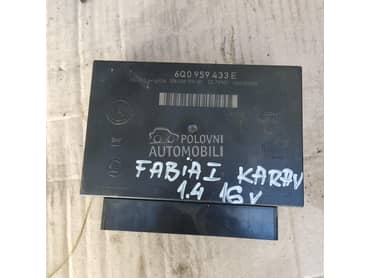 6Q0 959 433 E
POLOVNI
AUTOMOBILI
FABIA I KARAV
1.4 16V